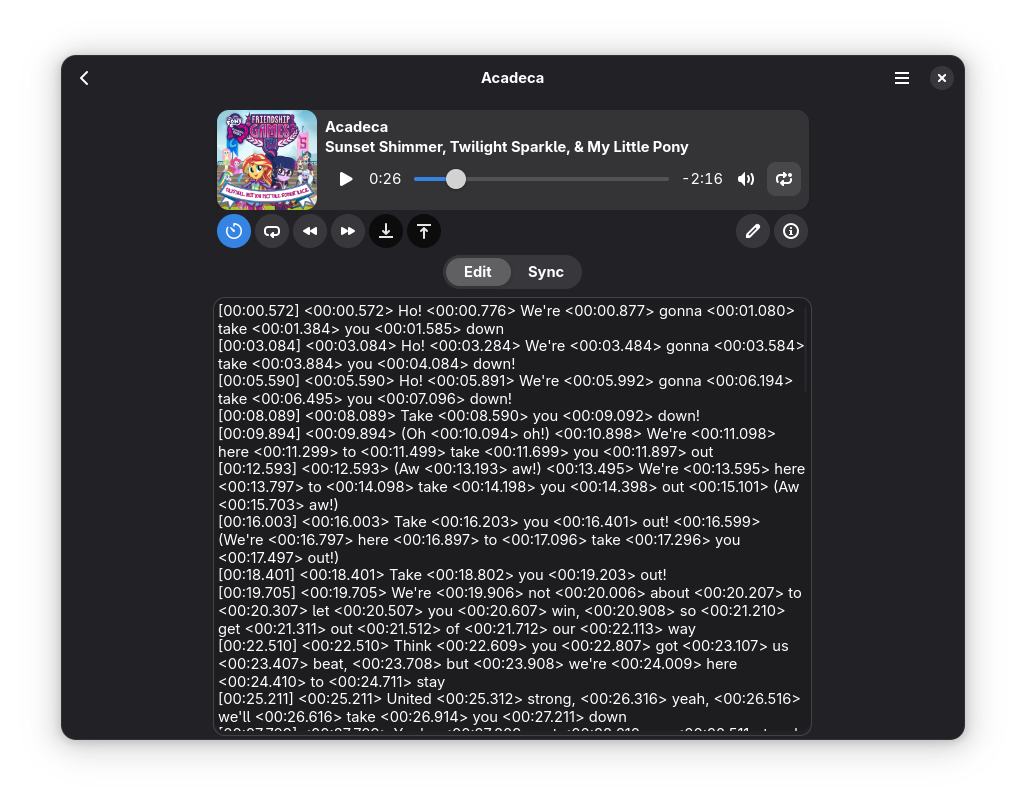 Acadeca
FRIENDSHIP
GAMES
Acadeca
Sunset Shimmer, Twilight Sparkle, & My Little Pony
0:26
-2:16
Edit
Sync
[00:00.572] <00:00.572> Ho! <00:00.776> We're <00:00.877> gonna <00:01.080>
take <00:01.384> you <00:01.585> down
[00:03.084] <00:03.084> Ho! <00:03.284> We're <00:03.484> gonna <00:03.584>
take <00:03.884> you <00:04.084> down!
[00:05.590] <00:05.590> Ho! <00:05.891> We're <00:05.992> gonna <00:06.194>
take <00:06.495> you <00:07.096> down!
[00:08.089] <00:08.089> Take <00:08.590> you <00:09.092> down!
[00:09.894] <00:09.894> (Oh <00:10.094> oh!) <00:10.898> We're <00:11.098>
here <00:11.299> to <00:11.499> take <00:11.699> you <00:11.897> out
[00:12.593] <00:12.593> (Aw <00:13.193> aw!) <00:13.495> We're <00:13.595> here
<00:13.797> to <00:14.098> take <00:14.198> you <00:14.398> out <00:15.101> (Aw
<00:15.703> aw!)
[00:16.003] <00:16.003> Take <00:16.203> you <00:16.401> out! <00:16.599>
(We're <00:16.797> here <00:16.897> to <00:17.096> take <00:17.296> you
<00:17.497> out!)
[00:18.401] <00:18.401> Take <00:18.802> you <00:19.203> out!
[00:19.705] <00:19.705> We're <00:19.906> not <00:20.006> about <00:20.207> to
<00:20.307> let <00:20.507> you <00:20.607> win, <00:20.908> so <00:21.210>
get <00:21.311> out <00:21.512> of <00:21.712> our <00:22.113> way
[00:22.510] <00:22.510> Think <00:22.609> you <00:22.807> got <00:23.107> us
<00:23.407> beat, <00:23.708> but <00:23.908> we're <00:24.009> here
<00:24.410> to <00:24.711> stay
[00:25.211] <00:25.211> United <00:25.312> strong, <00:26.316> yeah, <00:26.516>
we'll <00:26.616> take <00:26.914> you <00:27.211> down